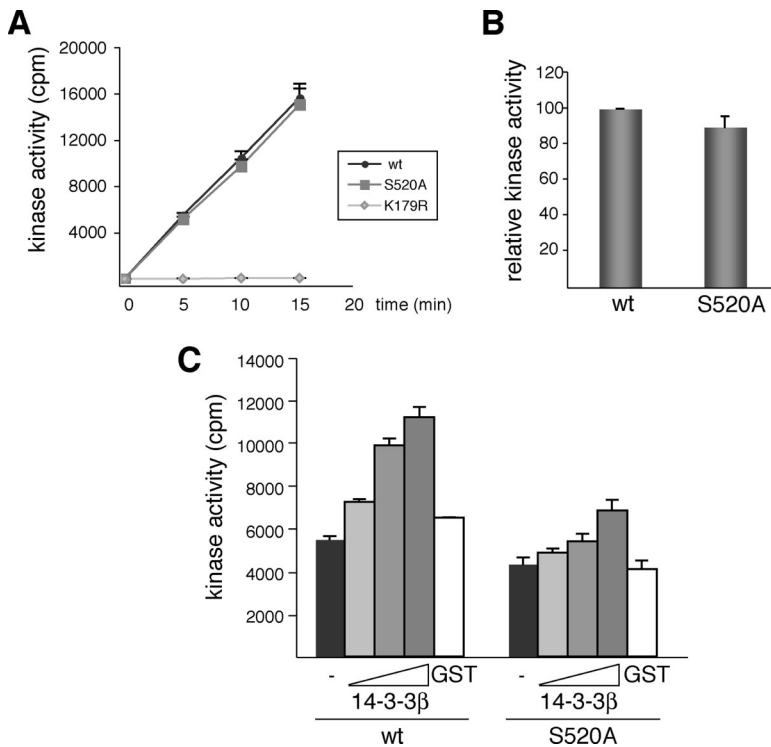 A
kinase activity (cpm)
20000
16000
12000
8000
4000
0 5 10 15 20 time (min)
wt
S520A
K179R
B
relative kinase activity
120
100
80
60
40
20
wt S520A
C
kinase activity (cpm)
14000
12000
10000
8000
6000
4000
2000
- GST - GST
14-3-3β 14-3-3β
wt S520A